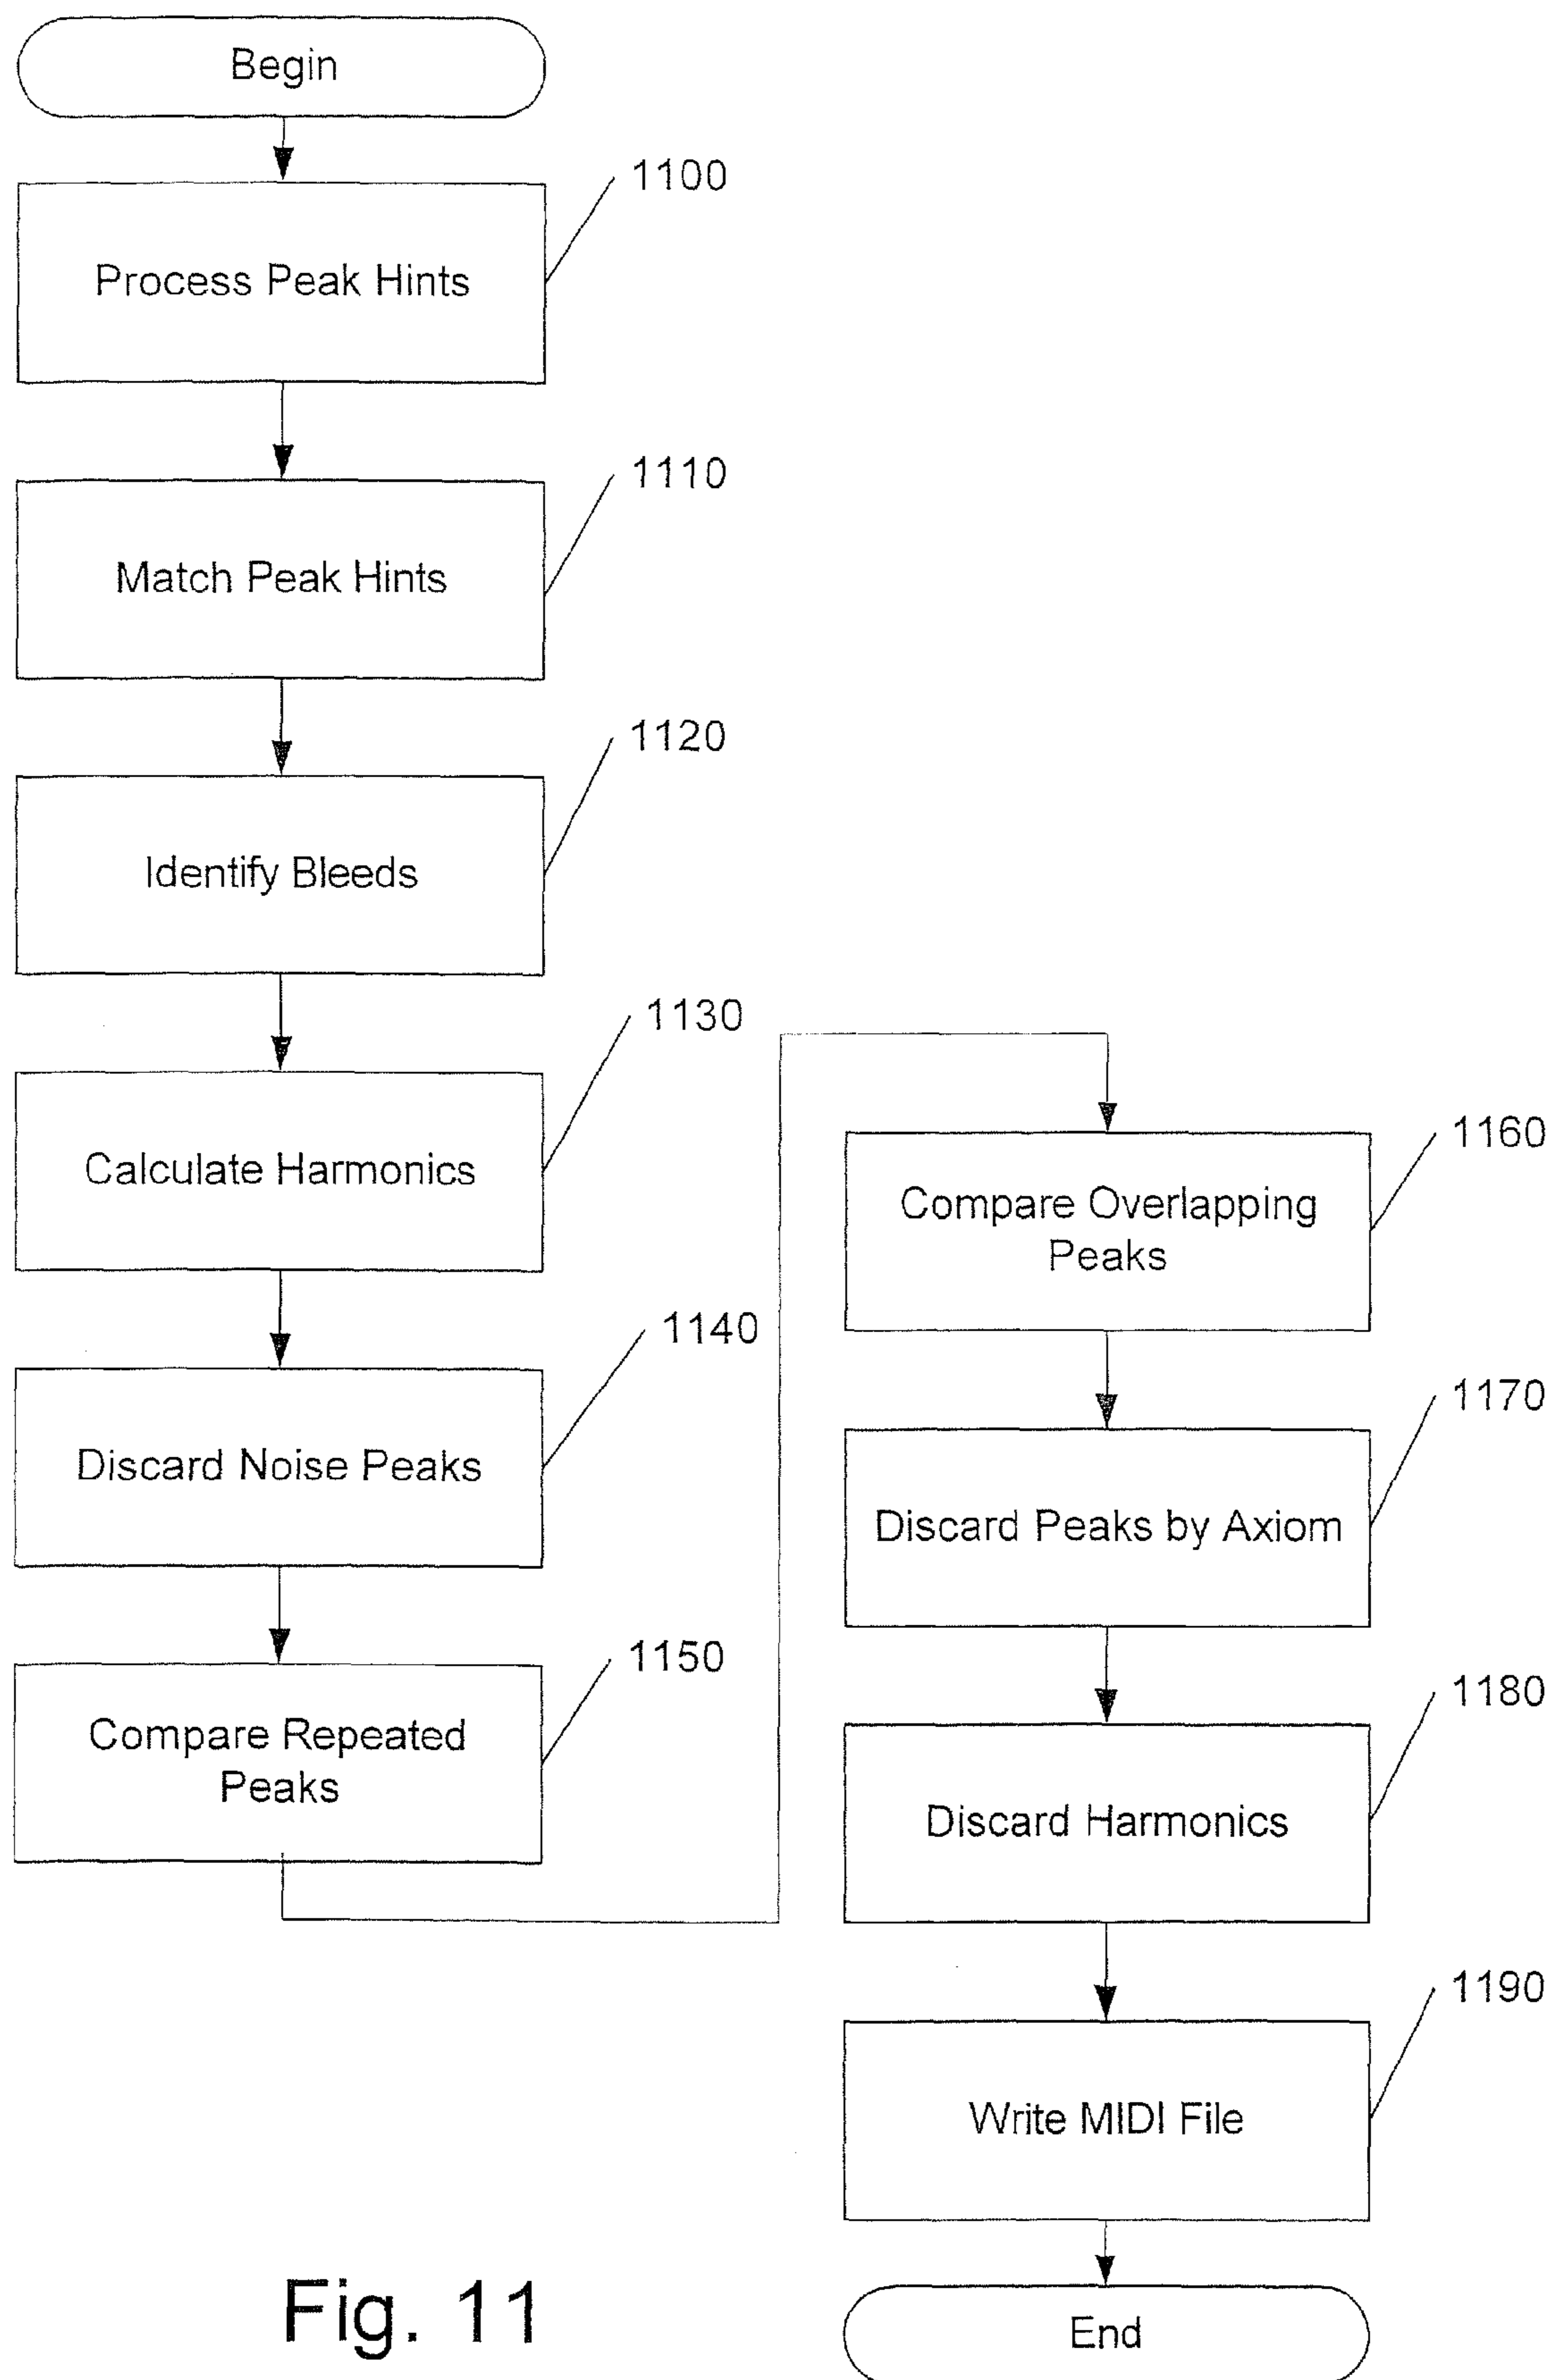 Begin
1100
Process Peak Hints
1110
Match Peak Hints
1120
Identify Bleeds
1130
Calculate Harmonics
1140
Discard Noise Peaks
1150
Compare Repeated
Peaks
1160
Compare Overlapping
Peaks
1170
Discard Peaks by Axiom
1180
Discard Harmonics
1190
Write MIDI File
End
Fig. 11